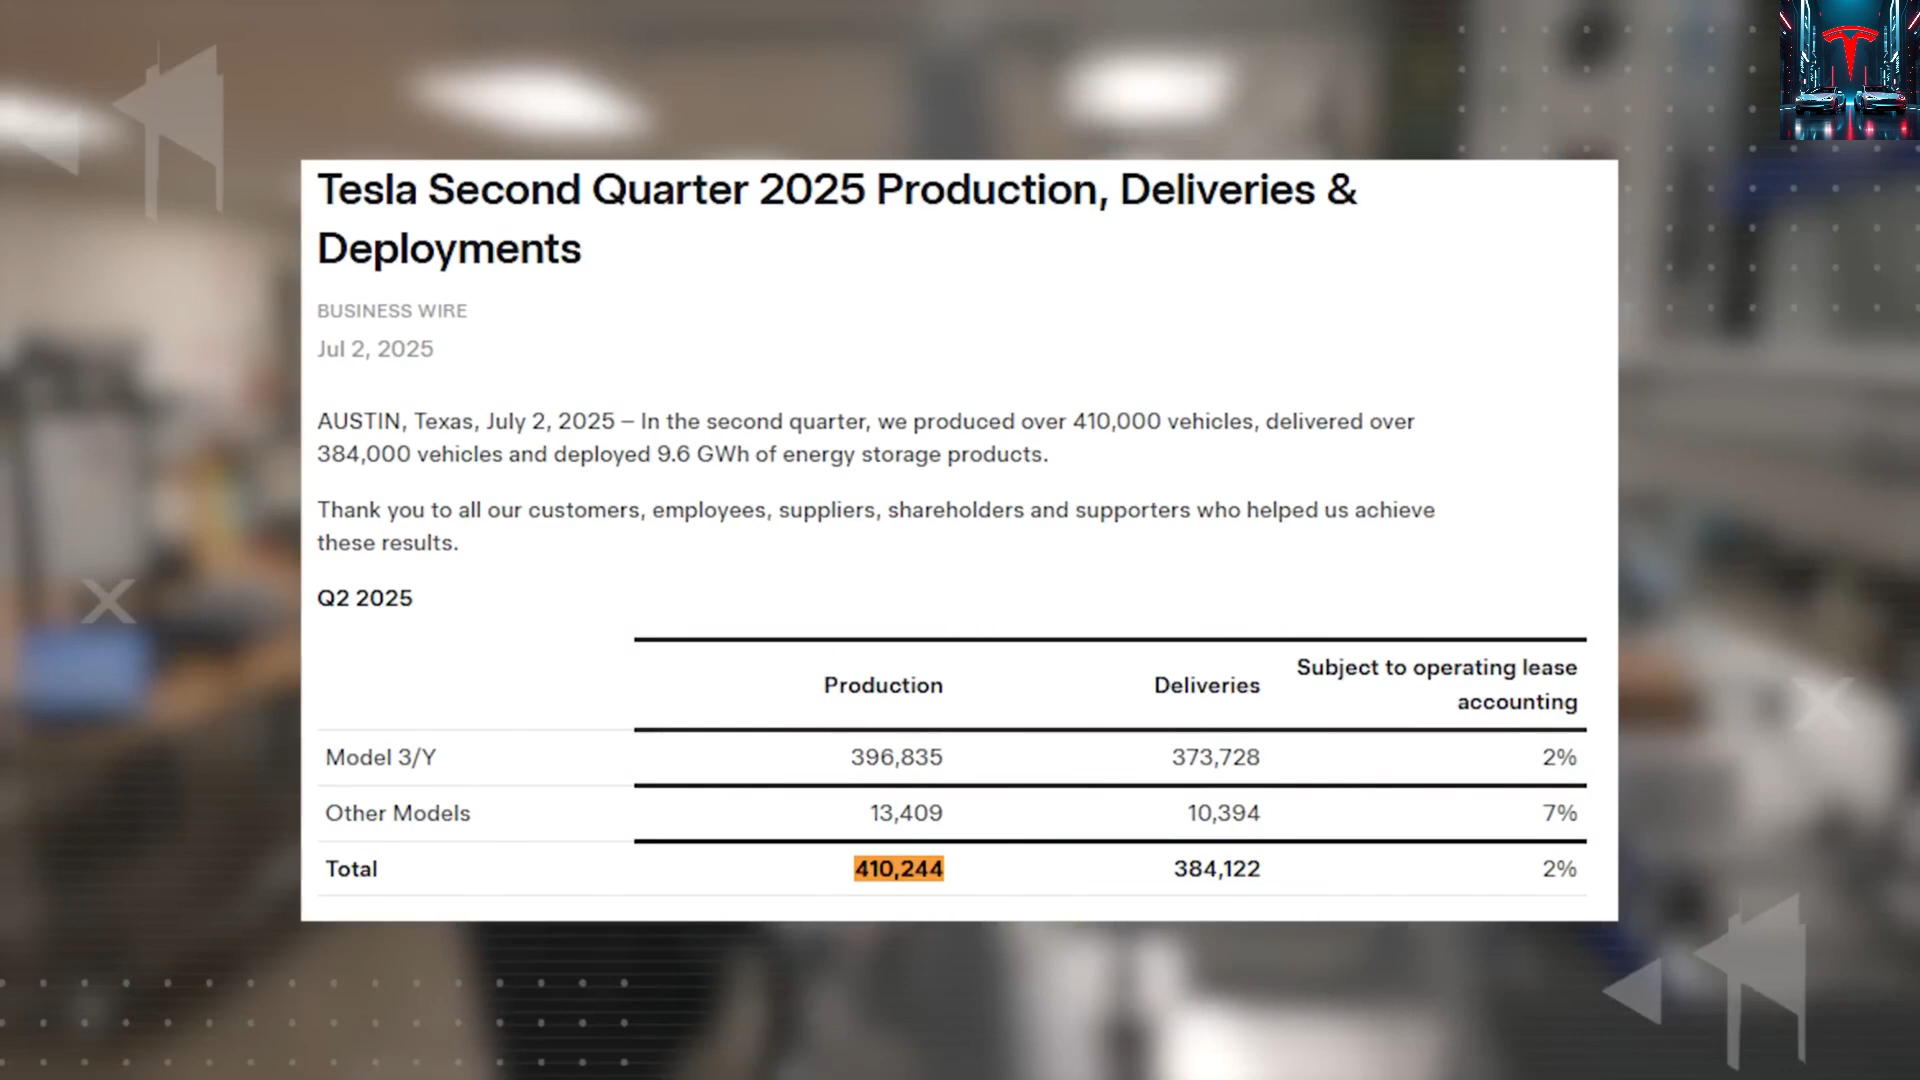 Tesla Second Quarter 2025 Production, Deliveries &
Deployments
BUSINESS WIRE
Jul 2, 2025
AUSTIN, Texas, July 2, 2025 – In the second quarter, we produced over 410,000 vehicles, delivered over
384,000 vehicles and deployed 9.6 GWh of energy storage products.
Thank you to all our customers, employees, suppliers, shareholders and supporters who helped us achieve
these results.
Q2 2025
Production Deliveries Subject to operating lease
accounting
Model 3/Y 396,835 373,728 2%
Other Models 13,409 10,394 7%
Total 410,244 384,122 2%